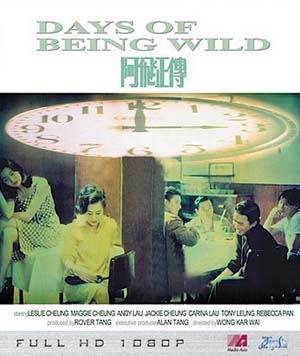 DAYS OF
BEING WILD
阿飛正傳
starring LESLIE CHEUNG MAGGIE CHEUNG ANDY LAU JACKIE CHEUNG CARINA LAU TONY LEUNG REBECCA PAN
produced by ROVER TANG executive producer ALAN TANG directed by WONG KAR WAI
FULL HD 1080P
Media Asia